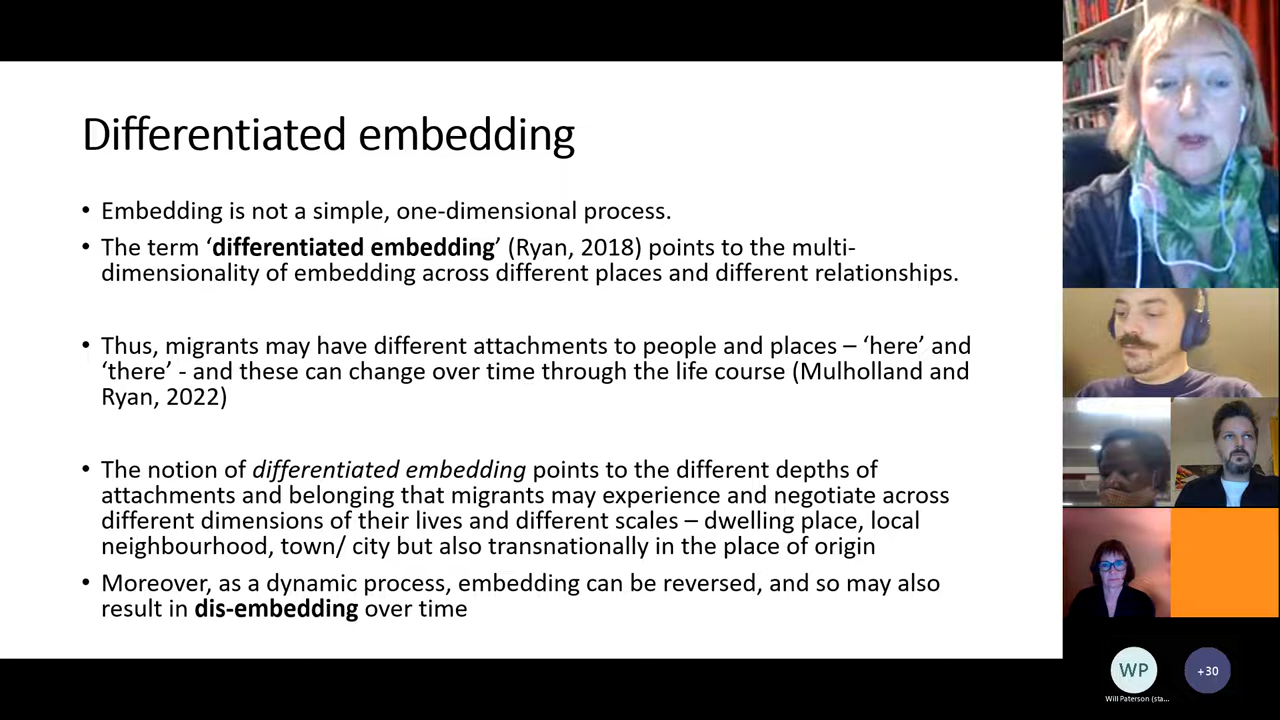 Differentiated embedding
• Embedding is not a simple, one-dimensional process.
• The term ‘differentiated embedding’ (Ryan, 2018) points to the multi-
dimensionality of embedding across different places and different relationships.
• Thus, migrants may have different attachments to people and places – ‘here’ and
‘there’ - and these can change over time through the life course (Mulholland and
Ryan, 2022)
• The notion of differentiated embedding points to the different depths of
attachments and belonging that migrants may experience and negotiate across
different dimensions of their lives and different scales – dwelling place, local
neighbourhood, town/ city but also transnationally in the place of origin
• Moreover, as a dynamic process, embedding can be reversed, and so may also
result in dis-embedding over time
WP
+30
Will Paterson (sta...